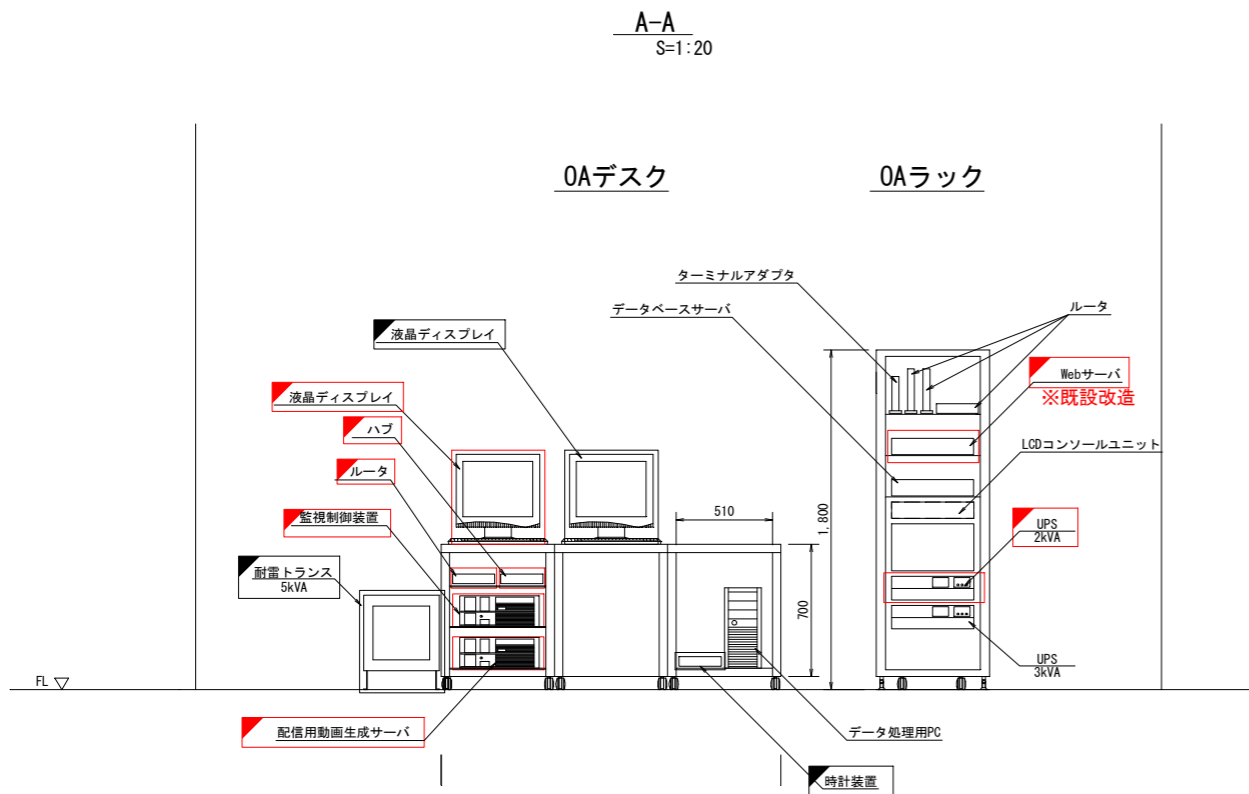 A-A
S=1:20
OAデスク
OAラック
ターミナルアダプタ
データベースサーバ
ルータ
液晶ディスプレイ
Webサーバ
※既設改造
液晶ディスプレイ
ハブ
LCDコンソールユニット
ルータ
監視制御装置
510
1,800
UPS
2kVA
耐雷トランス
5kVA
700
UPS
3kVA
FL
配信用動画生成サーバ
データ処理用PC
時計装置